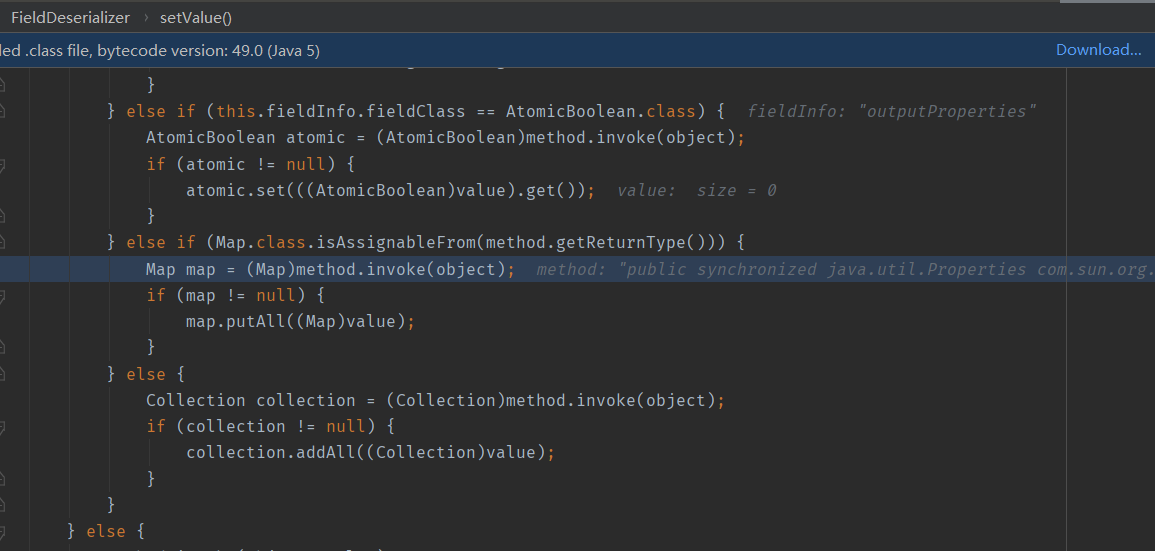 FieldDeserializer › setValue()
led .class file, bytecode version: 49.0 (Java 5) Download...
}
} else if (this.fieldInfo.fieldClass == AtomicBoolean.class) { fieldInfo: "outputProperties"
AtomicBoolean atomic = (AtomicBoolean)method.invoke(object);
if (atomic != null) {
atomic.set(((AtomicBoolean)value).get()); value: size = 0
}
} else if (Map.class.isAssignableFrom(method.getReturnType())) {
Map map = (Map)method.invoke(object); method: "public synchronized java.util.Properties com.sun.org.
if (map != null) {
map.putAll((Map)value);
}
} else {
Collection collection = (Collection)method.invoke(object);
if (collection != null) {
collection.addAll((Collection)value);
}
}
} else {